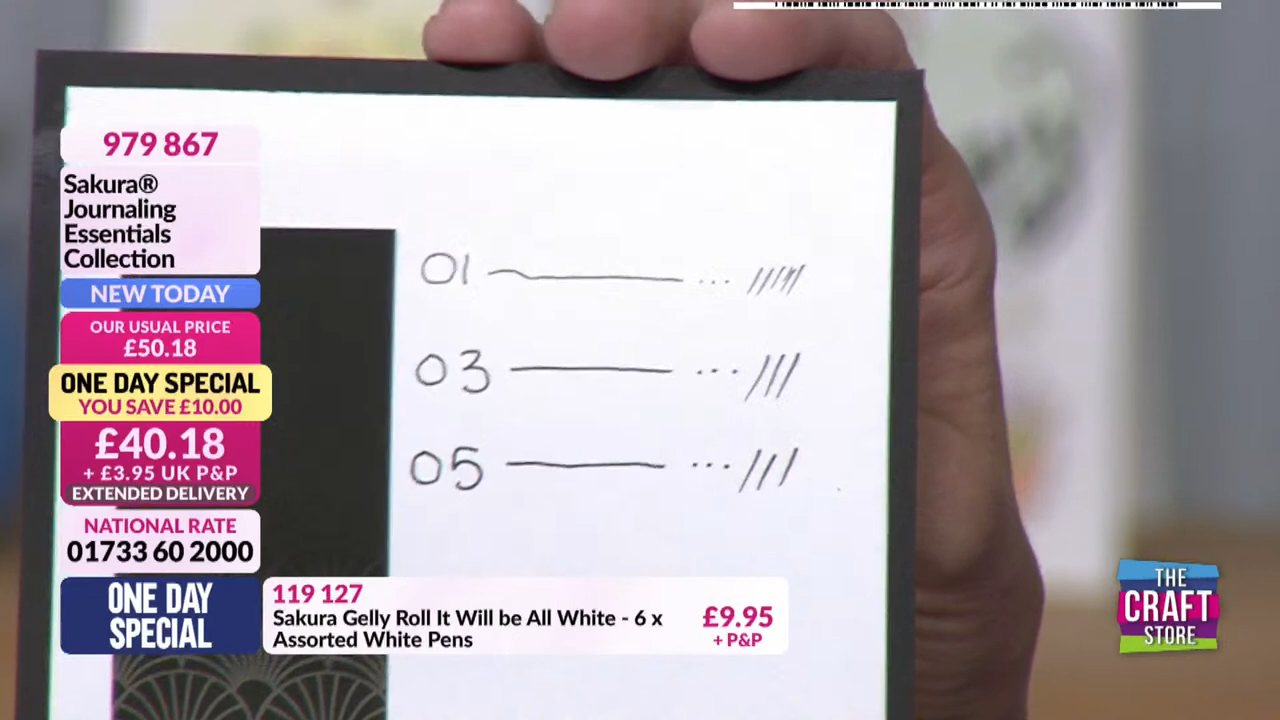 979 867
Sakura®
Journaling
Essentials
Collection
NEW TODAY
OUR USUAL PRICE
£50.18
ONE DAY SPECIAL
YOU SAVE £10.00
£40.18
+ £3.95 UK P&P
EXTENDED DELIVERY
NATIONAL RATE
01733 60 2000
ONE DAY
SPECIAL
119 127
Sakura Gelly Roll It Will be All White - 6 x
Assorted White Pens
£9.95
+ P&P
01
03
05
THE
CRAFT
STORE